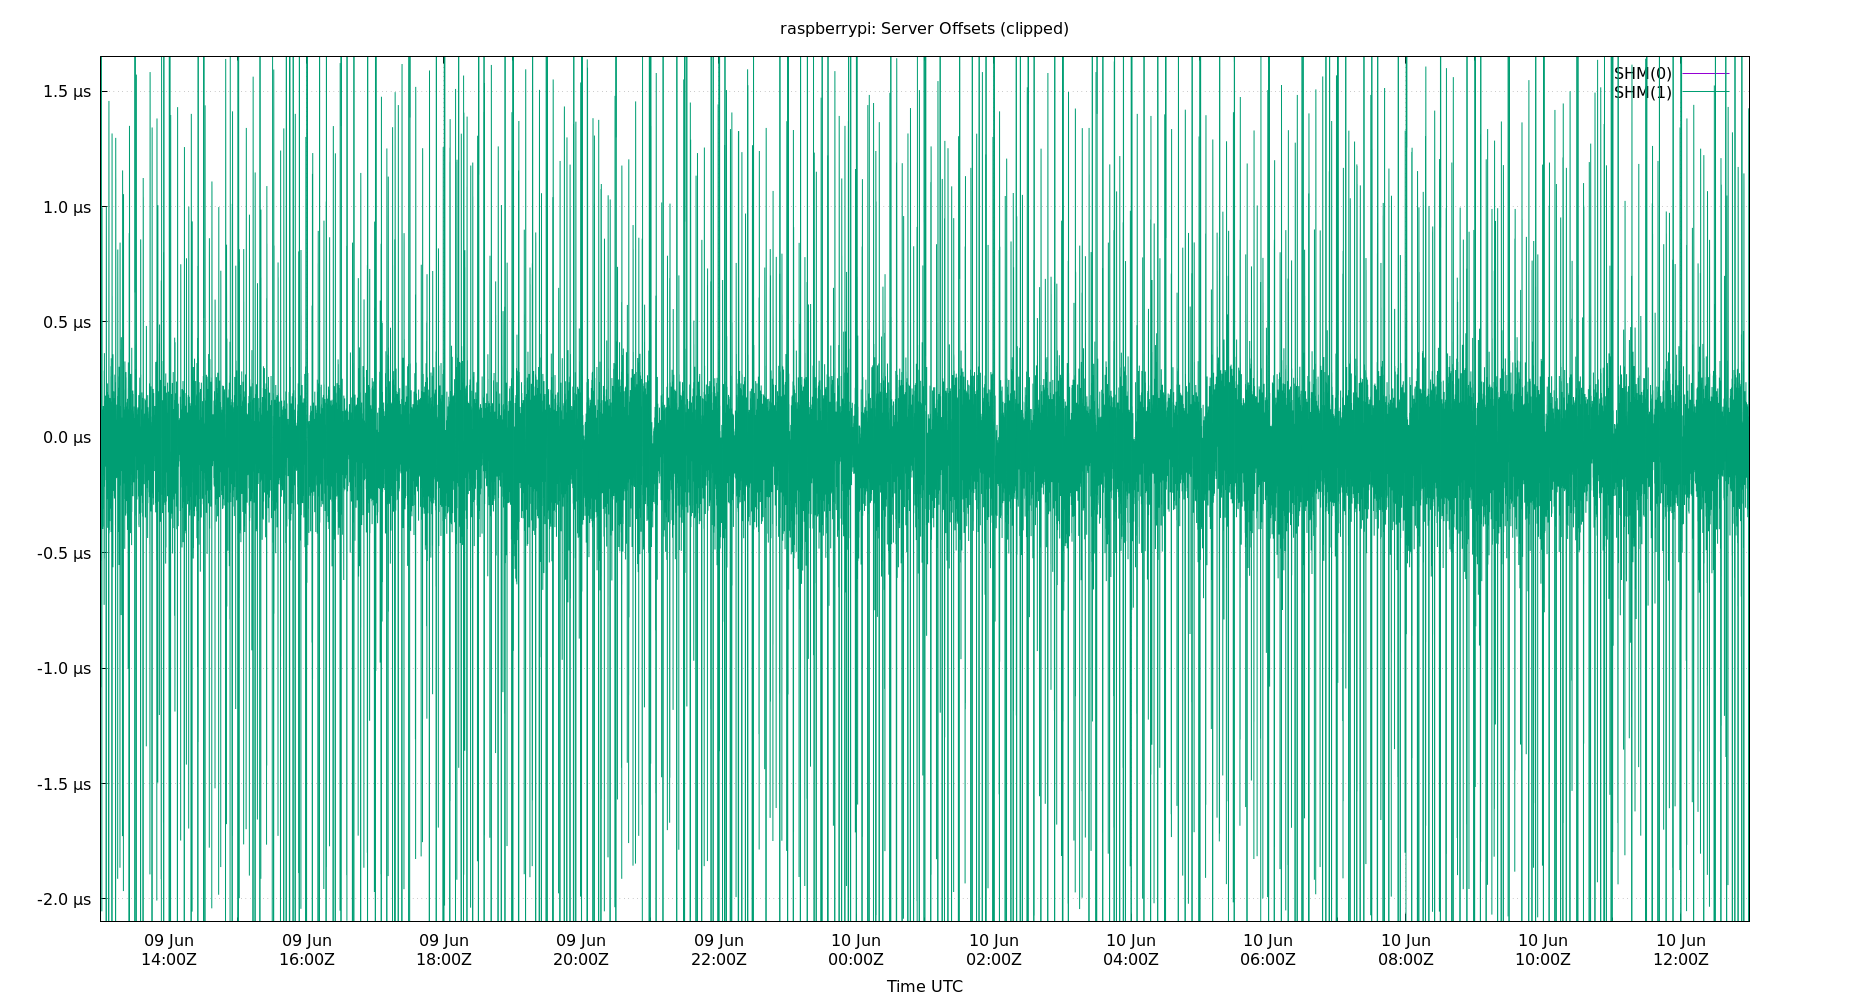 raspberrypi: Server Offsets (clipped)
SHM(0)
SHM(1)
1.5 µs
1.0 µs
0.5 µs
0.0 µs
-0.5 µs
-1.0 µs
-1.5 µs
-2.0 µs
09 Jun 09 Jun 09 Jun 09 Jun 09 Jun 10 Jun 10 Jun 10 Jun 10 Jun 10 Jun 10 Jun 10 Jun
14:00Z 16:00Z 18:00Z 20:00Z 22:00Z 00:00Z 02:00Z 04:00Z 06:00Z 08:00Z 10:00Z 12:00Z
Time UTC